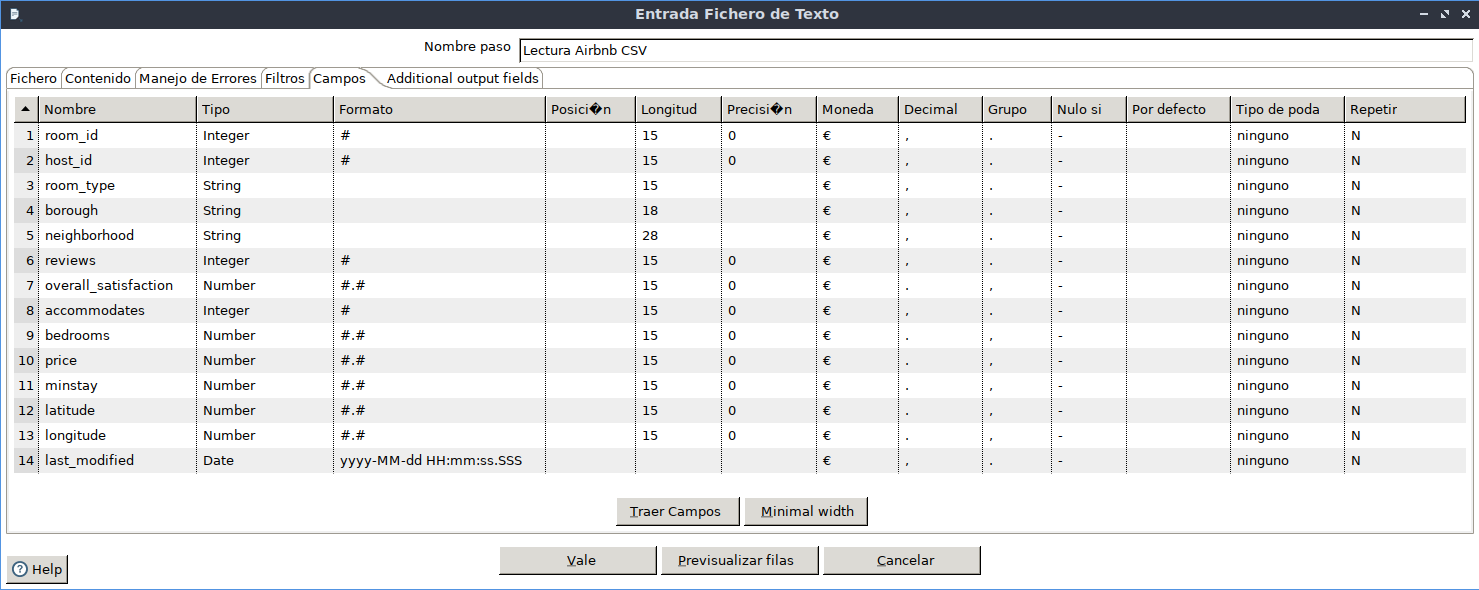 Entrada Fichero de Texto
Nombre paso Lectura Airbnb CSV
Fichero Contenido Manejo de Errores Filtros Campos Additional output fields
Nombre Tipo Formato Posici�n Longitud Precisi�n Moneda Decimal Grupo Nulo si Por defecto Tipo de poda Repetir
1 room_id Integer # 15 0 € , . - ninguno N
2 host_id Integer # 15 0 € , . - ninguno N
3 room_type String 15 € , . - ninguno N
4 borough String 18 € , . - ninguno N
5 neighborhood String 28 € , . - ninguno N
6 reviews Integer # 15 0 € , . - ninguno N
7 overall_satisfaction Number #.# 15 0 € . , - ninguno N
8 accommodates Integer # 15 0 € , . - ninguno N
9 bedrooms Number #.# 15 0 € . , - ninguno N
10 price Number #.# 15 0 € . , - ninguno N
11 minstay Number #.# 15 0 € . , - ninguno N
12 latitude Number #.# 15 0 € . , - ninguno N
13 longitude Number #.# 15 0 € . , - ninguno N
14 last_modified Date yyyy-MM-dd HH:mm:ss.SSS € , . - ninguno N
Traer Campos Minimal width
Help Vale Previsualizar filas Cancelar